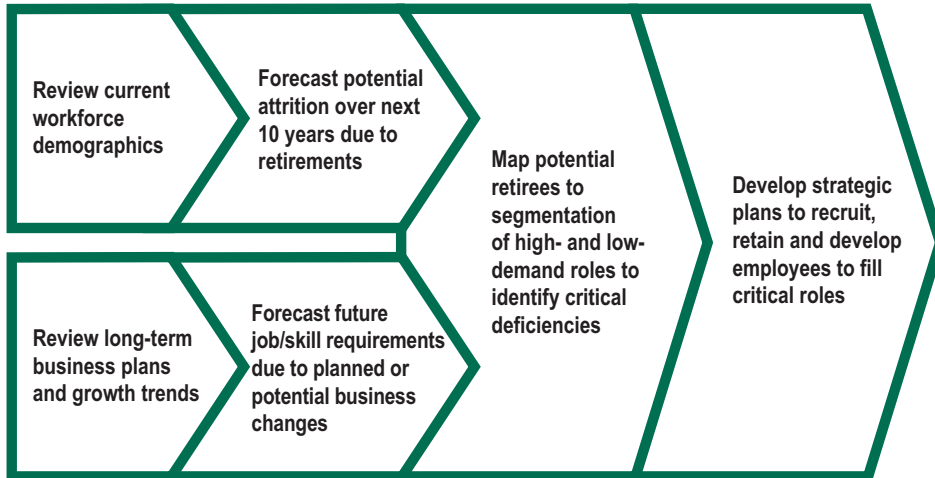 Review current
workforce
demographics
Forecast potential
attrition over next
10 years due to
retirements
Review long-term
business plans
and growth trends
Forecast future
job/skill requirements
due to planned or
potential business
changes
Map potential
retirees to
segmentation
of high- and low-
demand roles to
identify critical
deficiencies
Develop strategic
plans to recruit,
retain and develop
employees to fill
critical roles